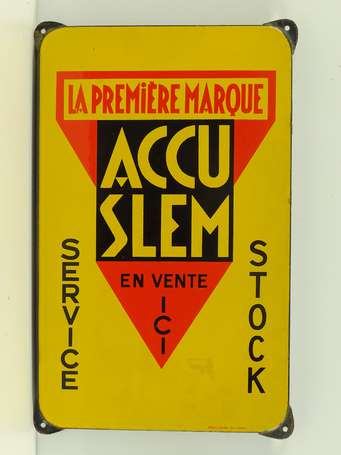 LA PREMIÈRE MARQUE
ACCU
SLEM
EN VENTE
ICI
SERVICE
STOCK